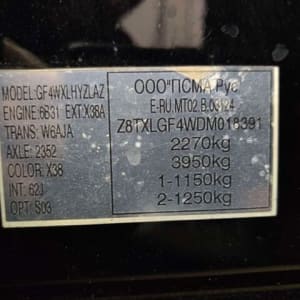 MODEL: GF4WXLHYZLAZ
ENGINE: 6B31 EXT: X38A
TRANS: W6AJA
AXLE: 2352
COLOR: X38
INT: 62J
OPT: S03
ООО"ПСМА Рус"
E-RU.MT02.B.03124
Z8TXLGF4WDM018391
2270kg
3950kg
1-1150kg
2-1250kg